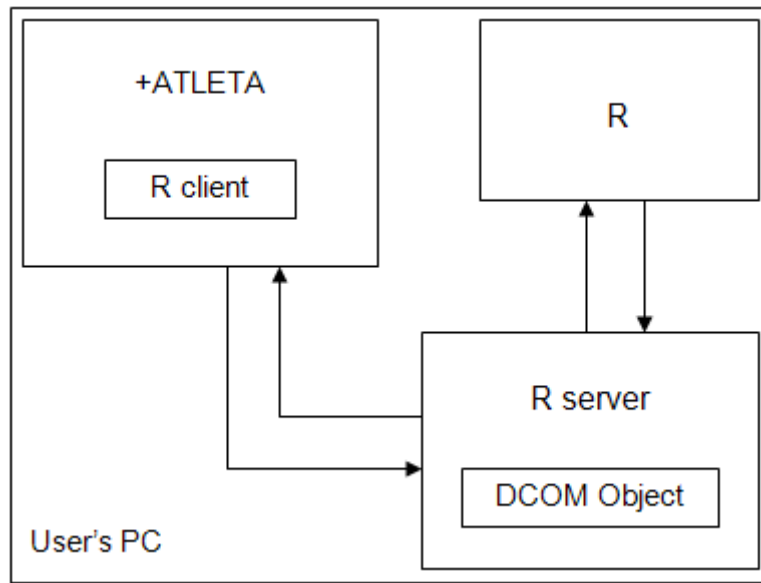 +ATLETA
R client
R
R server
DCOM Object
User's PC